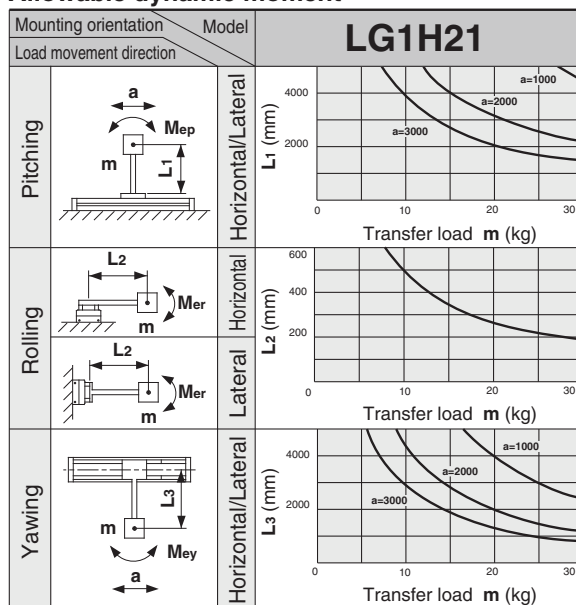 Mounting orientation Model
Load movement direction
LG1H21
Pitching
a
Mep
m
L1
Horizontal/Lateral
L1 (mm)
4000
2000
a=1000
a=2000
a=3000
0 10 20 30
Transfer load m (kg)
Rolling
L2
Mer
m
Horizontal
L2
Mer
m
Lateral
L2 (mm)
600
400
200
0 10 20 30
Transfer load m (kg)
Yawing
L3
m
Mey
a
Horizontal/Lateral
L3 (mm)
4000
2000
a=1000
a=2000
a=3000
0 10 20 30
Transfer load m (kg)